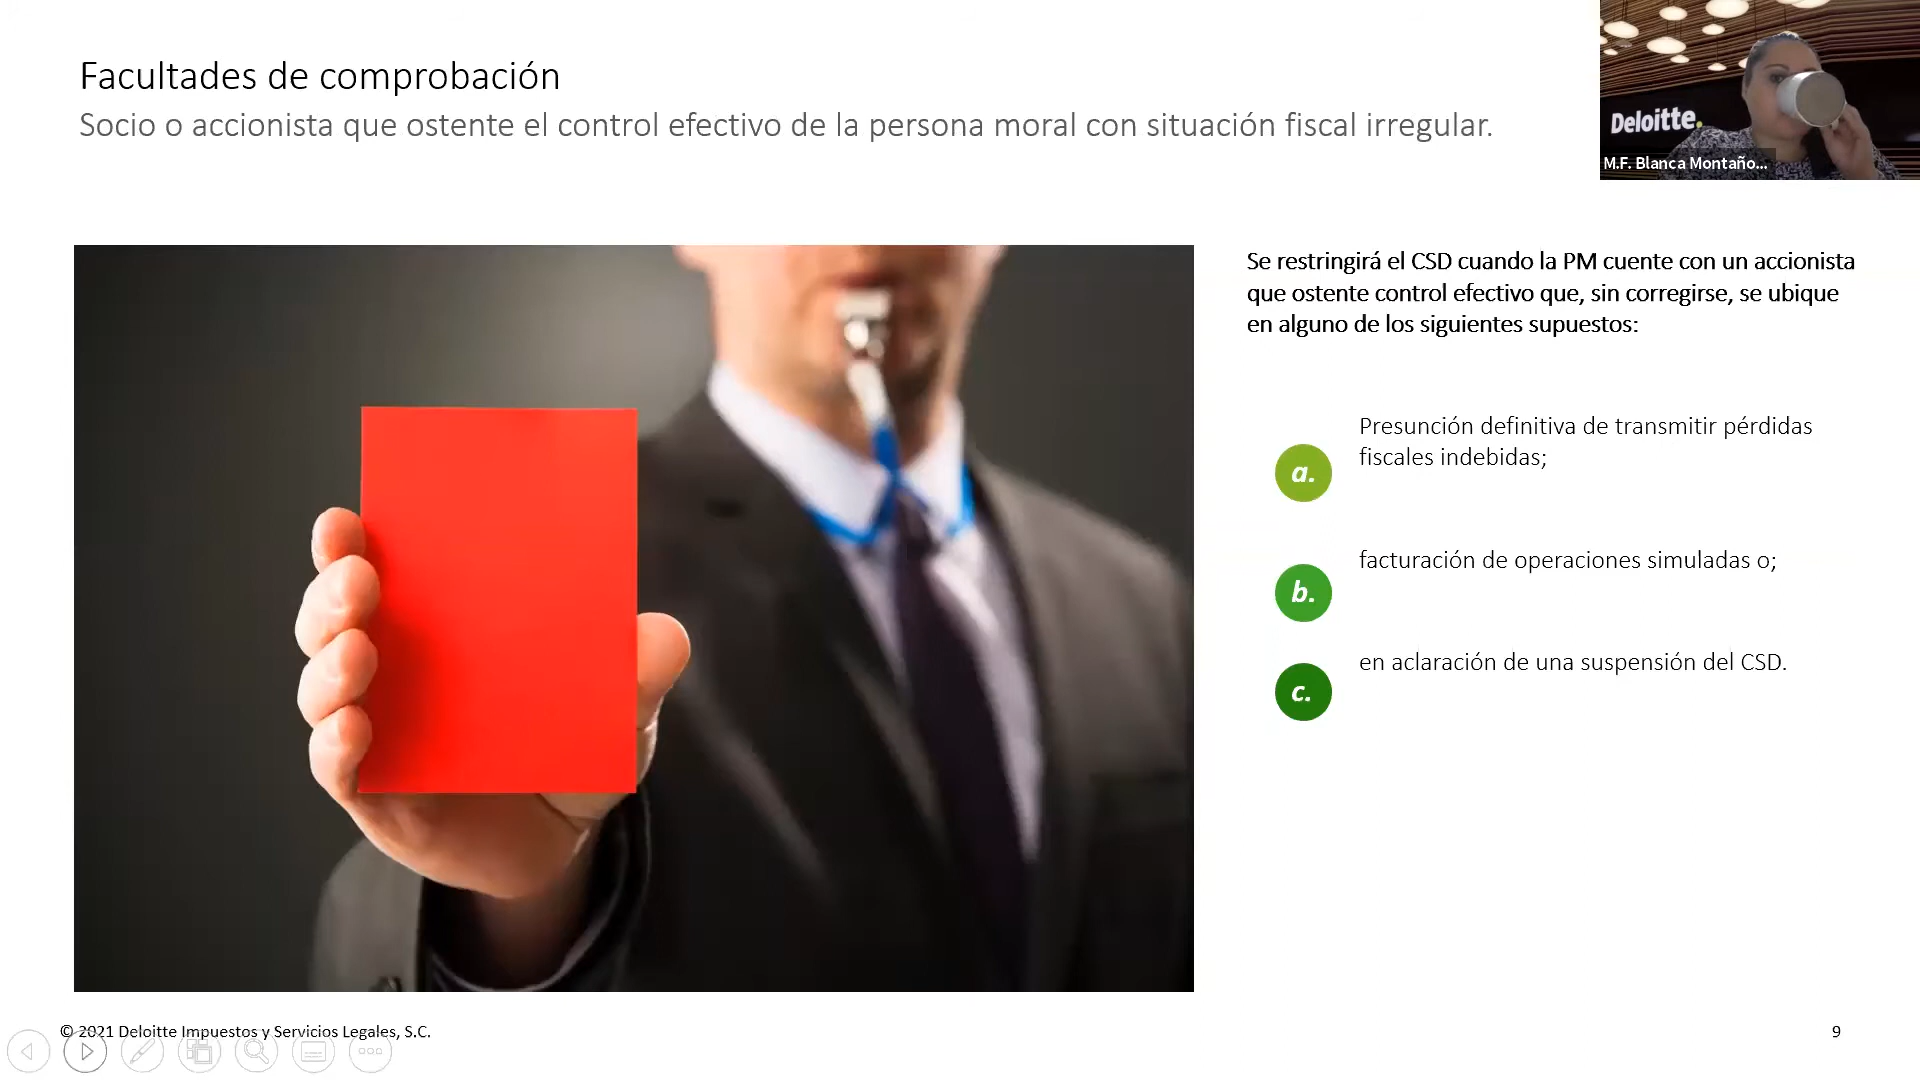 Facultades de comprobación
Socio o accionista que ostente el control efectivo de la persona moral con situación fiscal irregular.
Deloitte.
M.F. Blanca Montaño...
Se restringirá el CSD cuando la PM cuente con un accionista
que ostente control efectivo que, sin corregirse, se ubique
en alguno de los siguientes supuestos:
Presunción definitiva de transmitir pérdidas
fiscales indebidas;
a.
facturación de operaciones simuladas o;
b.
en aclaración de una suspensión del CSD.
c.
© 2021 Deloitte Impuestos y Servicios Legales, S.C.
9